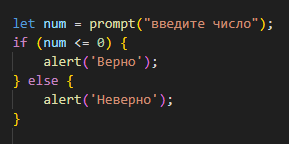 let num = prompt("введите число");
if (num <= 0) {
    alert('Верно');
} else {
    alert('Неверно');
}